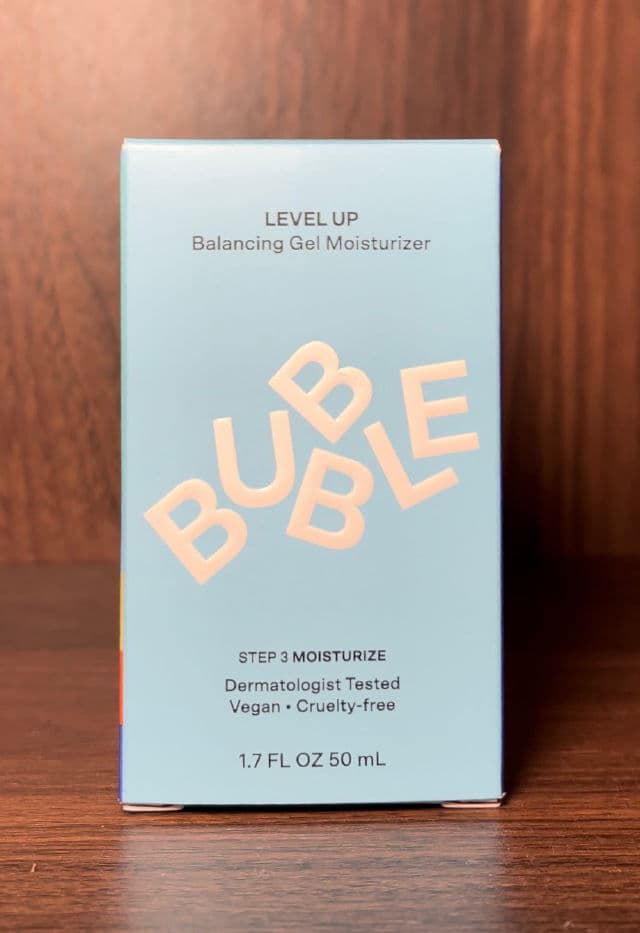 LEVEL UP
Balancing Gel Moisturizer
BUBBLE
STEP 3 MOISTURIZE
Dermatologist Tested
Vegan • Cruelty-free
1.7 FL OZ 50 mL